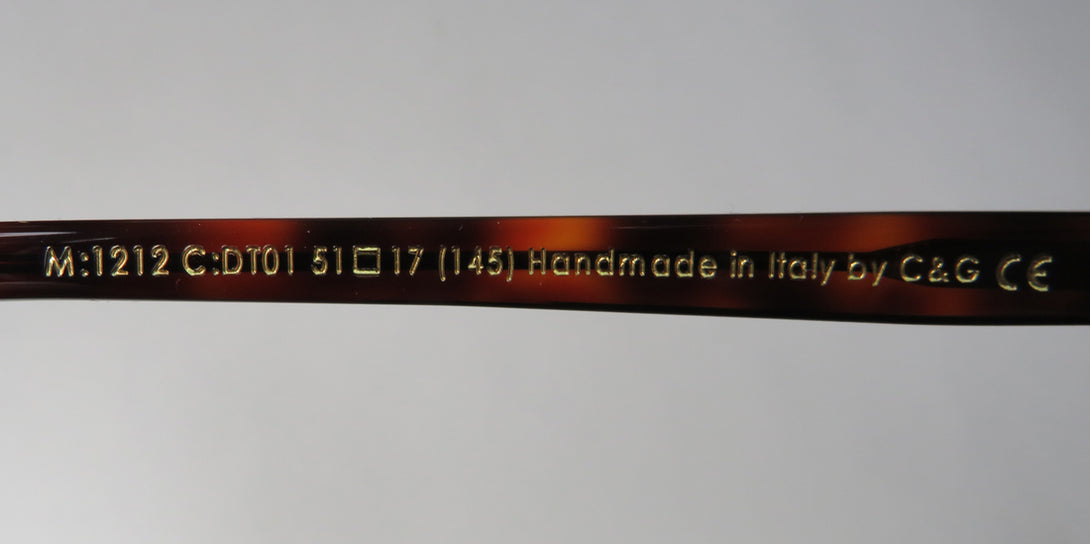 M:1212 C:DT01 51□17 (145) Handmade in Italy by C&G CE